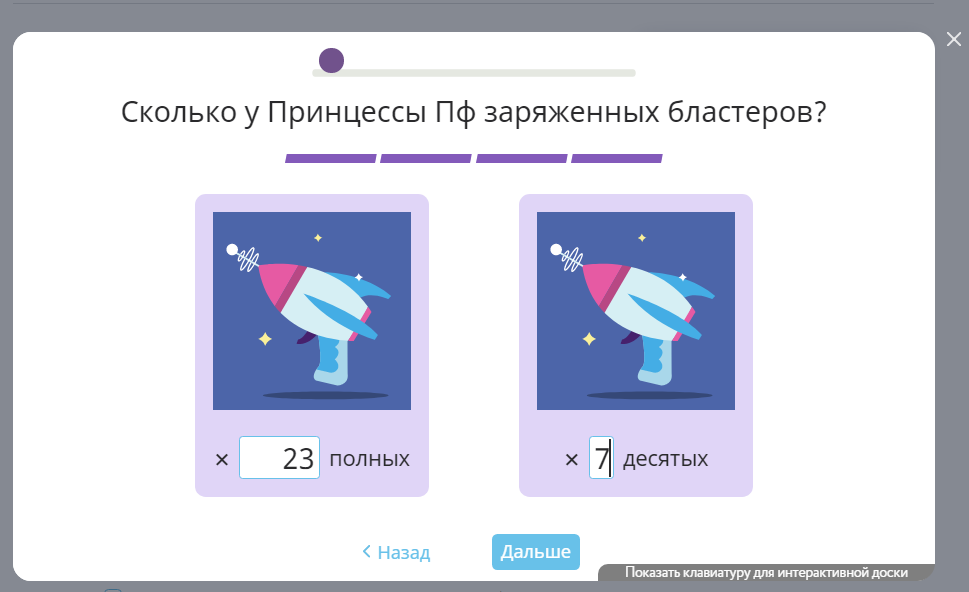 Сколько у Принцессы Пф заряженных бластеров?
× 23 полных
× 7 десятых
Назад
Дальше
Показать клавиатуру для интерактивной доски